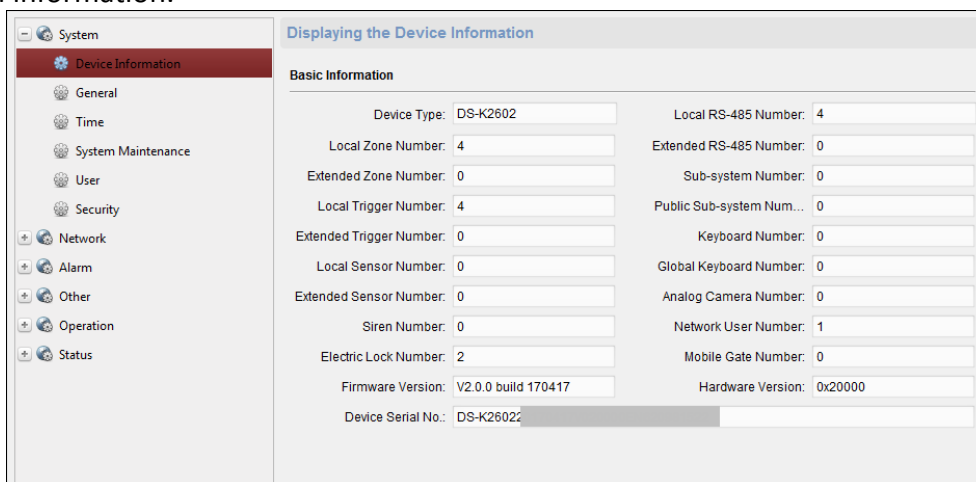 Information.
System
Device Information
General
Time
System Maintenance
User
Security
Network
Alarm
Other
Operation
Status
Displaying the Device Information
Basic Information
Device Type: DS-K2602 Local RS-485 Number: 4
Local Zone Number: 4 Extended RS-485 Number: 0
Extended Zone Number: 0 Sub-system Number: 0
Local Trigger Number: 4 Public Sub-system Num... 0
Extended Trigger Number: 0 Keyboard Number: 0
Local Sensor Number: 0 Global Keyboard Number: 0
Extended Sensor Number: 0 Analog Camera Number: 0
Siren Number: 0 Network User Number: 1
Electric Lock Number: 2 Mobile Gate Number: 0
Firmware Version: V2.0.0 build 170417 Hardware Version: 0x20000
Device Serial No.: DS-K26022